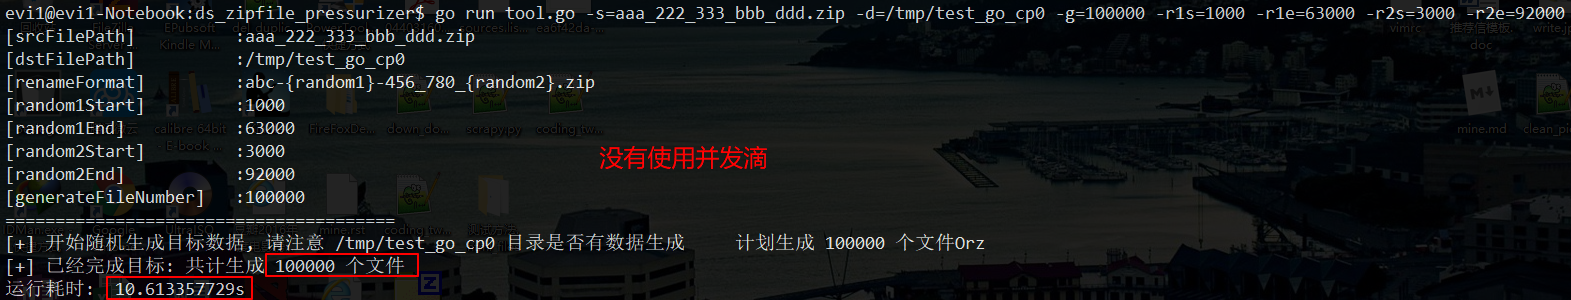 evi1@evi1-Notebook:ds_zipfile_pressurizer$ go run tool.go -s=aaa_222_333_bbb_ddd.zip -d=/tmp/test_go_cp0 -g=100000 -r1s=1000 -r1e=63000 -r2s=3000 -r2e=92000
[srcFilePath] :aaa_222_333_bbb_ddd.zip
[dstFilePath] :/tmp/test_go_cp0
[renameFormat] :abc-{random1}-456_780_{random2}.zip
[random1Start] :1000
[random1End] :63000
[random2Start] :3000
没有使用并发滴
[random2End] :92000
[generateFileNumber] :100000
=======================================
[+] 开始随机生成目标数据, 请注意 /tmp/test_go_cp0 目录是否有数据生成 计划生成 100000 个文件Orz
[+] 已经完成目标: 共计生成 100000 个文件
运行耗时: 10.613357729s